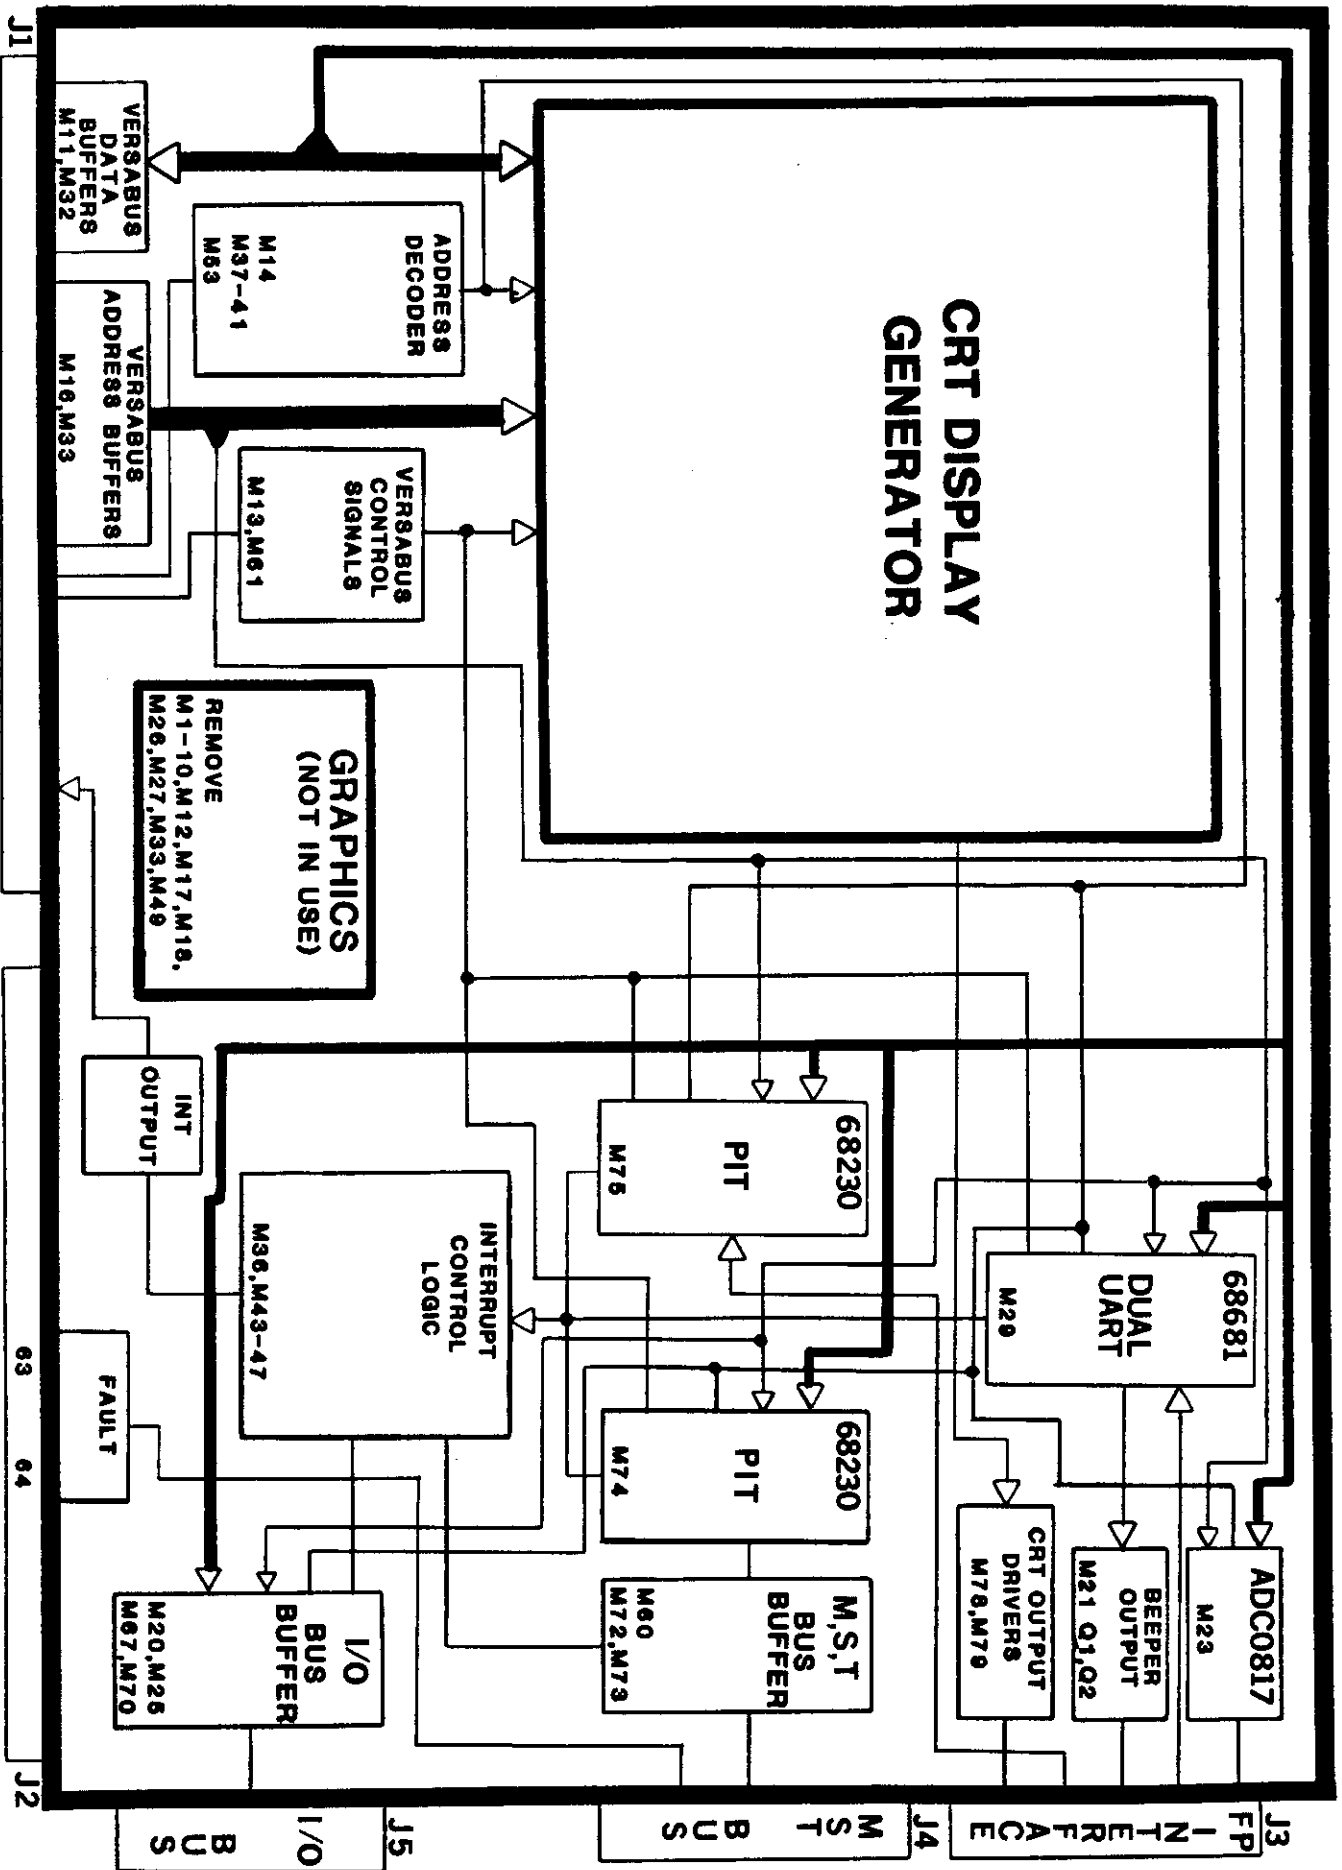 CRT DISPLAY
GENERATOR
VERSABUS
DATA
BUFFERS
M11,M32
ADDRESS
DECODER
M14
M37-41
M53
VERSABUS
ADDRESS BUFFERS
M16,M33
VERSABUS
CONTROL
SIGNALS
M13,M61
GRAPHICS
(NOT IN USE)
REMOVE
M1-10,M12,M17,M18,
M26,M27,M33,M49
INT
OUTPUT
68230
PIT
M75
INTERRUPT
CONTROL
LOGIC
M36,M43-47
68681
DUAL
UART
M29
FAULT
68230
PIT
M74
ADC0817
M23
BEEPER
OUTPUT
M21 Q1,Q2
CRT OUTPUT
DRIVERS
M78,M79
M,S,T
BUS
BUFFER
M60
M72,M73
I/O
BUS
BUFFER
M20,M25
M67,M70
J1
63 64
J2
J3
FP
INTERFACE
J4
MST
BUS
J5
I/O
BUS